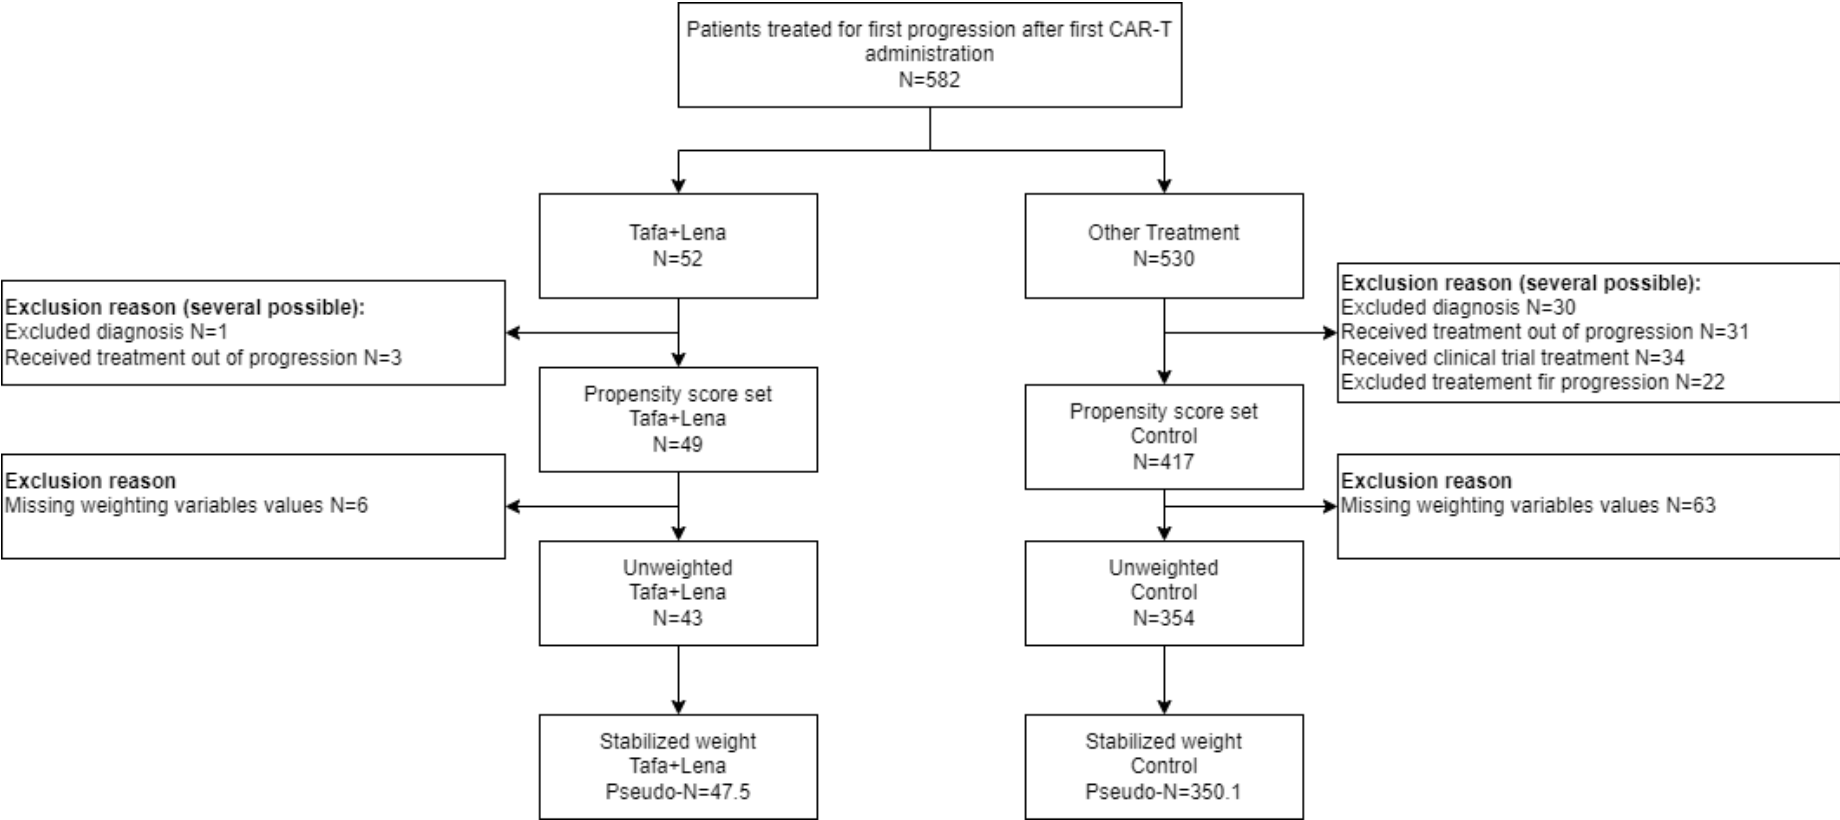 Patients treated for first progression after first CAR-T
administration
N=582
Tafa+Lena
N=52
Other Treatment
N=530
Exclusion reason (several possible):
Excluded diagnosis N=1
Received treatment out of progression N=3
Exclusion reason (several possible):
Excluded diagnosis N=30
Received treatment out of progression N=31
Received clinical trial treatment N=34
Excluded treatement fir progression N=22
Propensity score set
Tafa+Lena
N=49
Propensity score set
Control
N=417
Exclusion reason
Missing weighting variables values N=6
Exclusion reason
Missing weighting variables values N=63
Unweighted
Tafa+Lena
N=43
Unweighted
Control
N=354
Stabilized weight
Tafa+Lena
Pseudo-N=47.5
Stabilized weight
Control
Pseudo-N=350.1